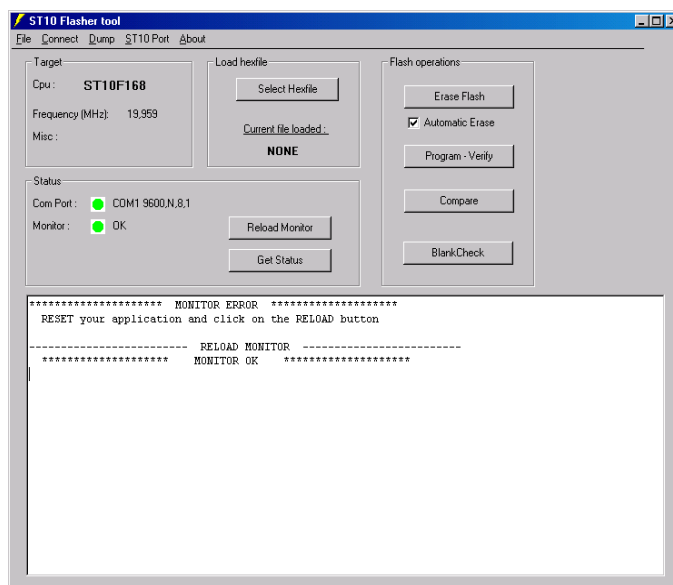 ST10 Flasher tool
File Connect Dump ST10 Port About
Target
Cpu : ST10F168
Frequency (MHz): 19,959
Misc :
Load hexfile
Select Hexfile
Current file loaded :
NONE
Flash operations
Erase Flash
Automatic Erase
Program - Verify
Compare
BlankCheck
Status
Com Port : COM1 9600,N,8,1
Monitor : OK
Reload Monitor
Get Status
********************* MONITOR ERROR ********************
RESET your application and click on the RELOAD button
------------------------- RELOAD MONITOR -------------------------
******************** MONITOR OK ********************